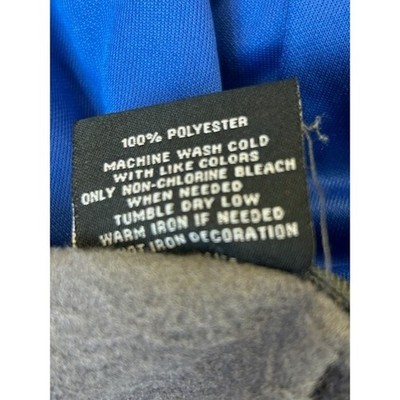 100% POLYESTER
MACHINE WASH COLD
WITH LIKE COLORS
ONLY NON-CHLORINE BLEACH
WHEN NEEDED
TUMBLE DRY LOW
WARM IRON IF NEEDED
IRON DECORATION